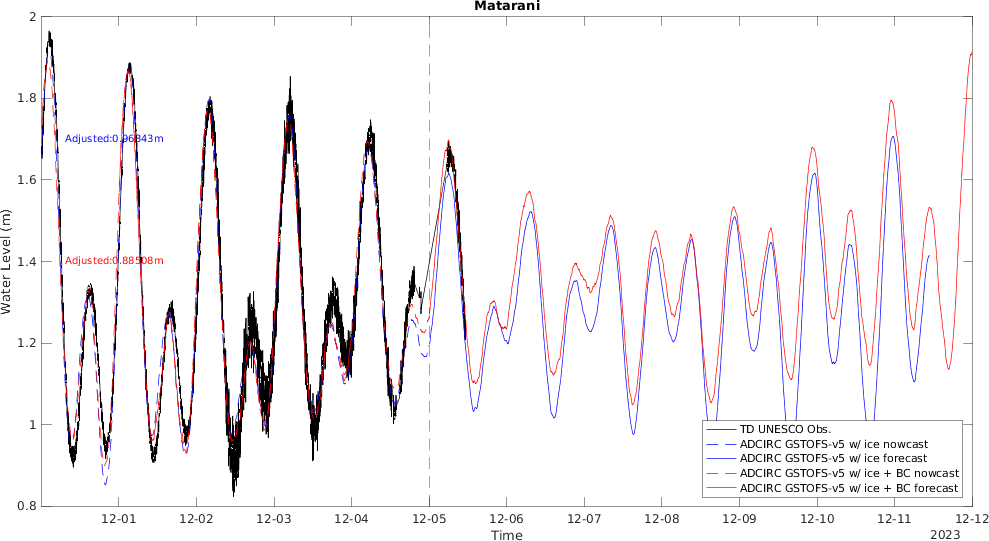 Matarani
2
1.8
1.6
1.4
1.2
1
0.8
Water Level (m)
Adjusted:0.96843m
Adjusted:0.88508m
TD UNESCO Obs.
ADCIRC GSTOFS-v5 w/ ice nowcast
ADCIRC GSTOFS-v5 w/ ice forecast
ADCIRC GSTOFS-v5 w/ ice + BC nowcast
ADCIRC GSTOFS-v5 w/ ice + BC forecast
12-01 12-02 12-03 12-04 12-05 12-06 12-07 12-08 12-09 12-10 12-11 12-12
Time
2023